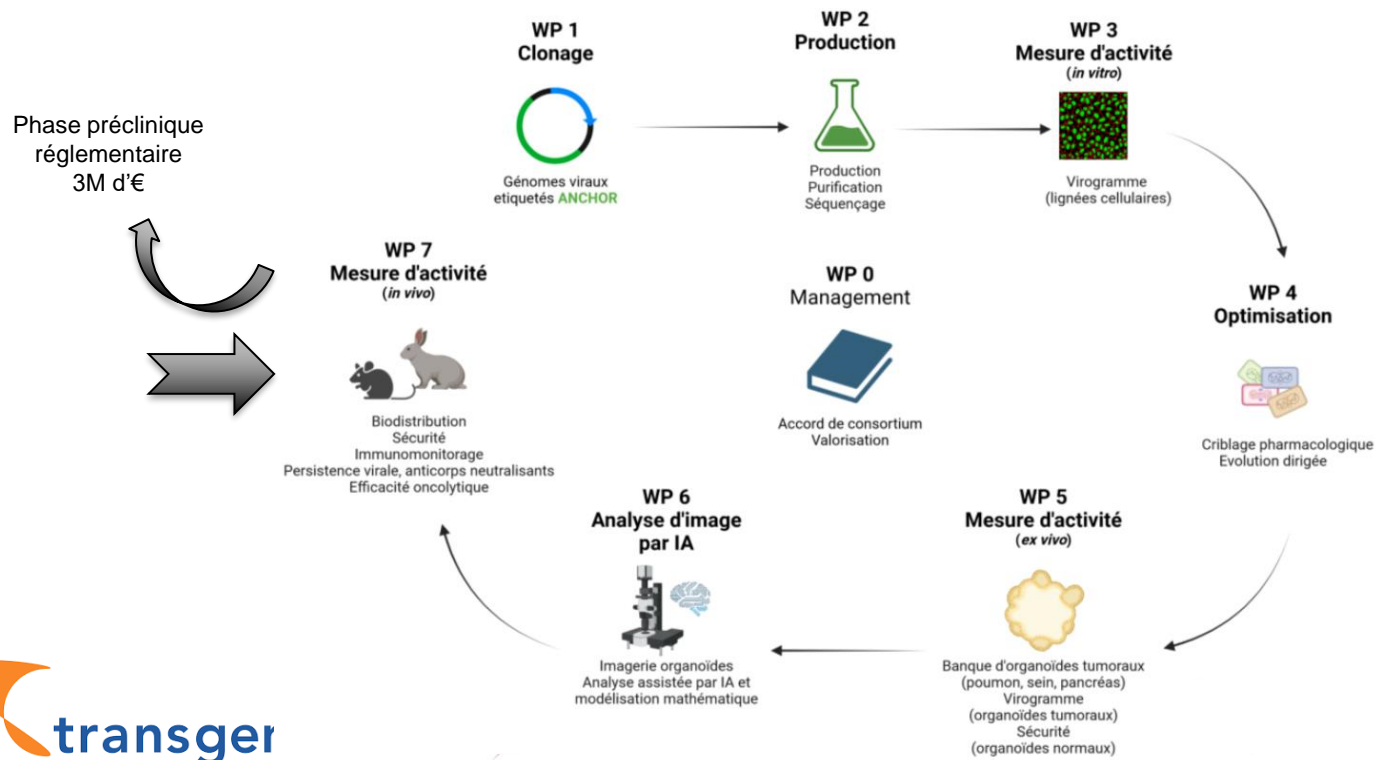 WP 1
Clonage
Génomes viraux
etiquetés ANCHOR
WP 2
Production
Production
Purification
Séquençage
WP 3
Mesure d'activité
(in vitro)
Virogramme
(lignées cellulaires)
Phase préclinique
réglementaire
3M d'€
WP 7
Mesure d'activité
(in vivo)
Biodistribution
Sécurité
Immunomonitorage
Persistence virale, anticorps neutralisants
Efficacité oncolytique
WP 0
Management
Accord de consortium
Valorisation
WP 4
Optimisation
Criblage pharmacologique
Evolution dirigée
WP 6
Analyse d'image
par IA
Imagerie organoïdes
Analyse assistée par IA et
modélisation mathématique
WP 5
Mesure d'activité
(ex vivo)
Banque d'organoïdes tumoraux
(poumon, sein, pancréas)
Virogramme
(organoïdes tumoraux)
Sécurité
(organoïdes normaux)
transger